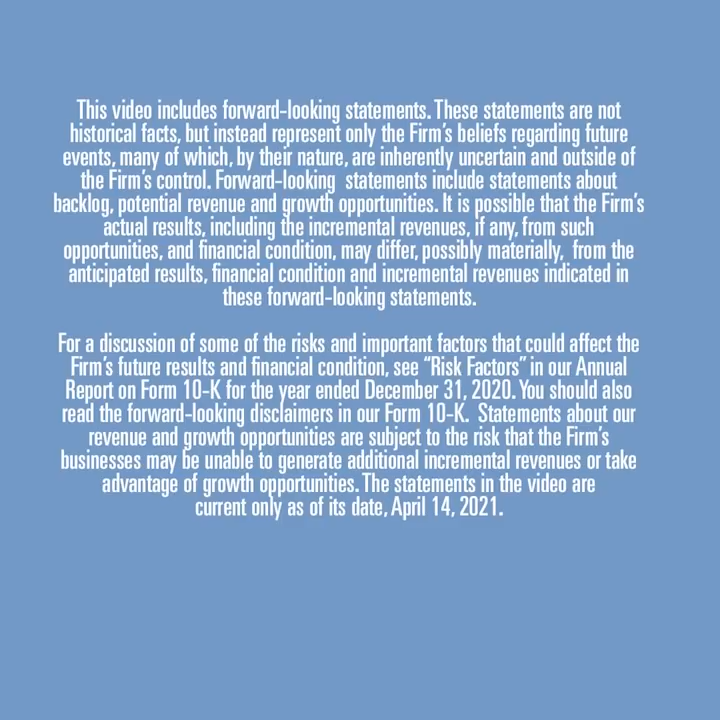 This video includes forward-looking statements. These statements are not
historical facts, but instead represent only the Firm's beliefs regarding future
events, many of which, by their nature, are inherently uncertain and outside of
the Firm's control. Forward-looking  statements include statements about
backlog, potential revenue and growth opportunities. It is possible that the Firm's
actual results, including the incremental revenues, if any, from such
opportunities, and financial condition, may differ, possibly materially,  from the
anticipated results, financial condition and incremental revenues indicated in
these forward-looking statements.
For a discussion of some of the risks and important factors that could affect the
Firm's future results and financial condition, see “Risk Factors” in our Annual
Report on Form 10-K for the year ended December 31, 2020. You should also
read the forward-looking disclaimers in our Form 10-K.  Statements about our
revenue and growth opportunities are subject to the risk that the Firm's
businesses may be unable to generate additional incremental revenues or take
advantage of growth opportunities. The statements in the video are
current only as of its date, April 14, 2021.